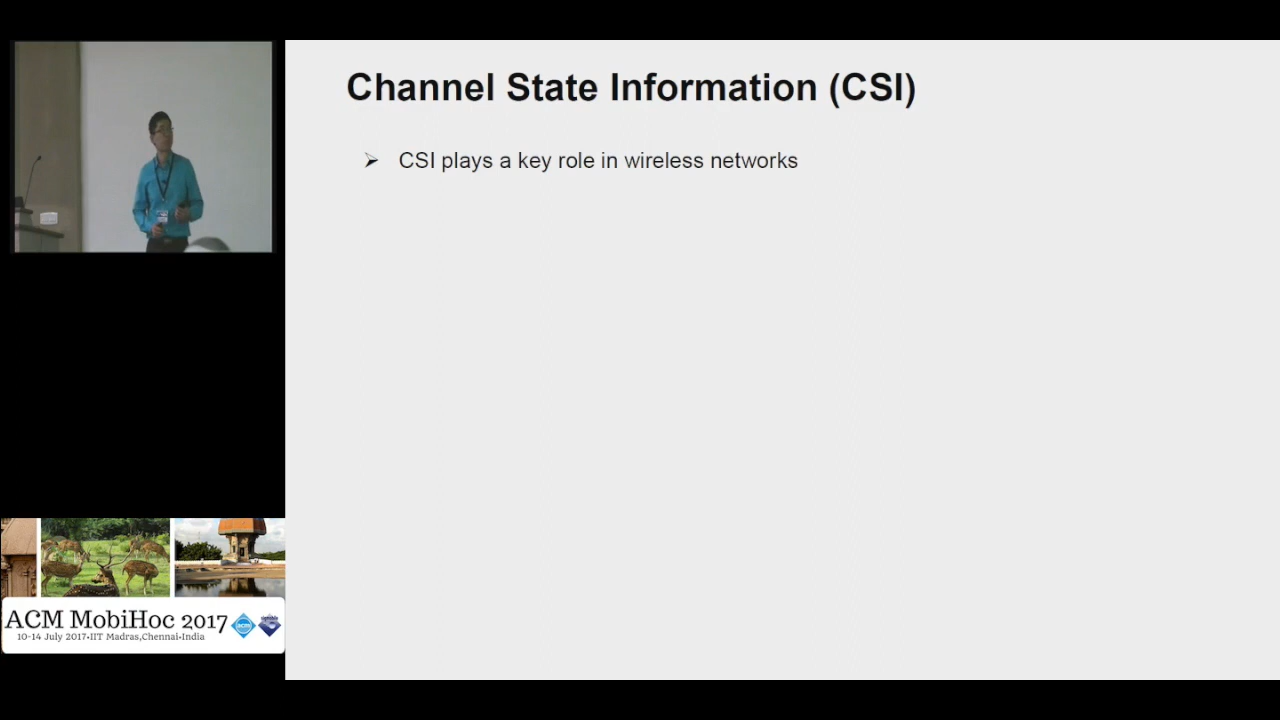 Channel State Information (CSI)
➢ CSI plays a key role in wireless networks
ACM MobiHoc 2017
acm
10-14 July 2017•IIT Madras,Chennai•India